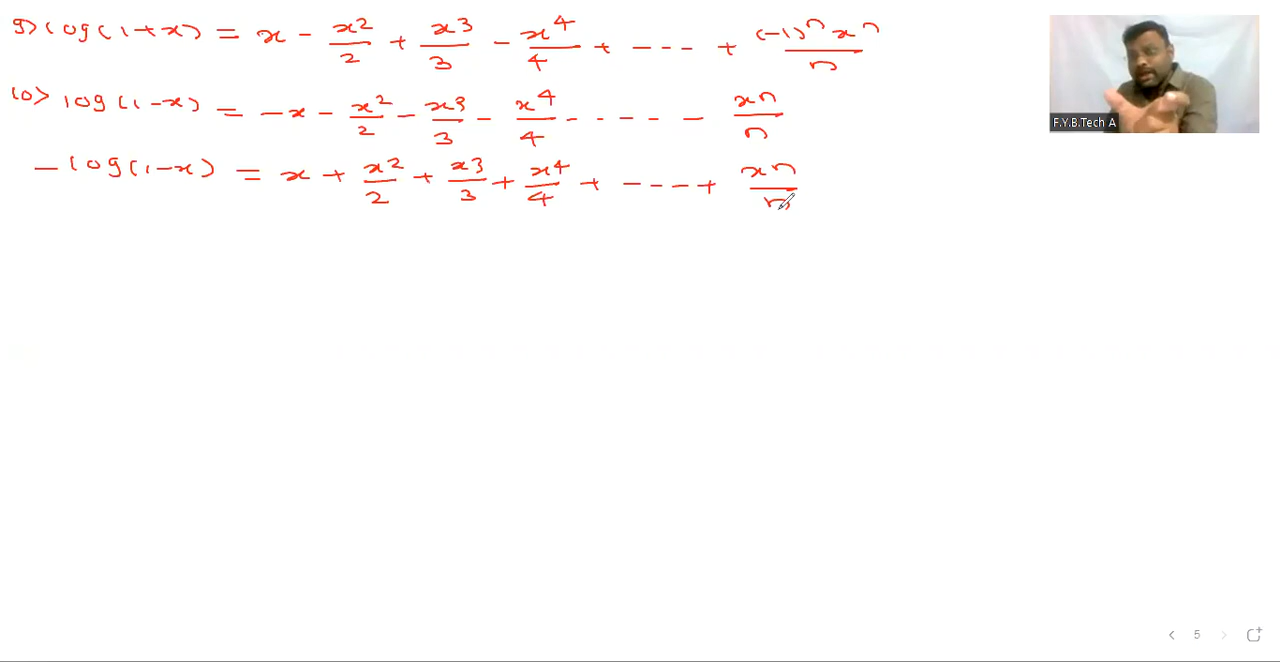 9) log(1+x) = x - x²/2 + x³/3 - x⁴/4 + ---- + (-1)ⁿxⁿ/n
10) log(1-x) = -x - x²/2 - x³/3 - x⁴/4 ----- - xⁿ/n
-log(1-x) = x + x²/2 + x³/3 + x⁴/4 + ---- + xⁿ/n
F.Y.B.Tech A
< 5 >